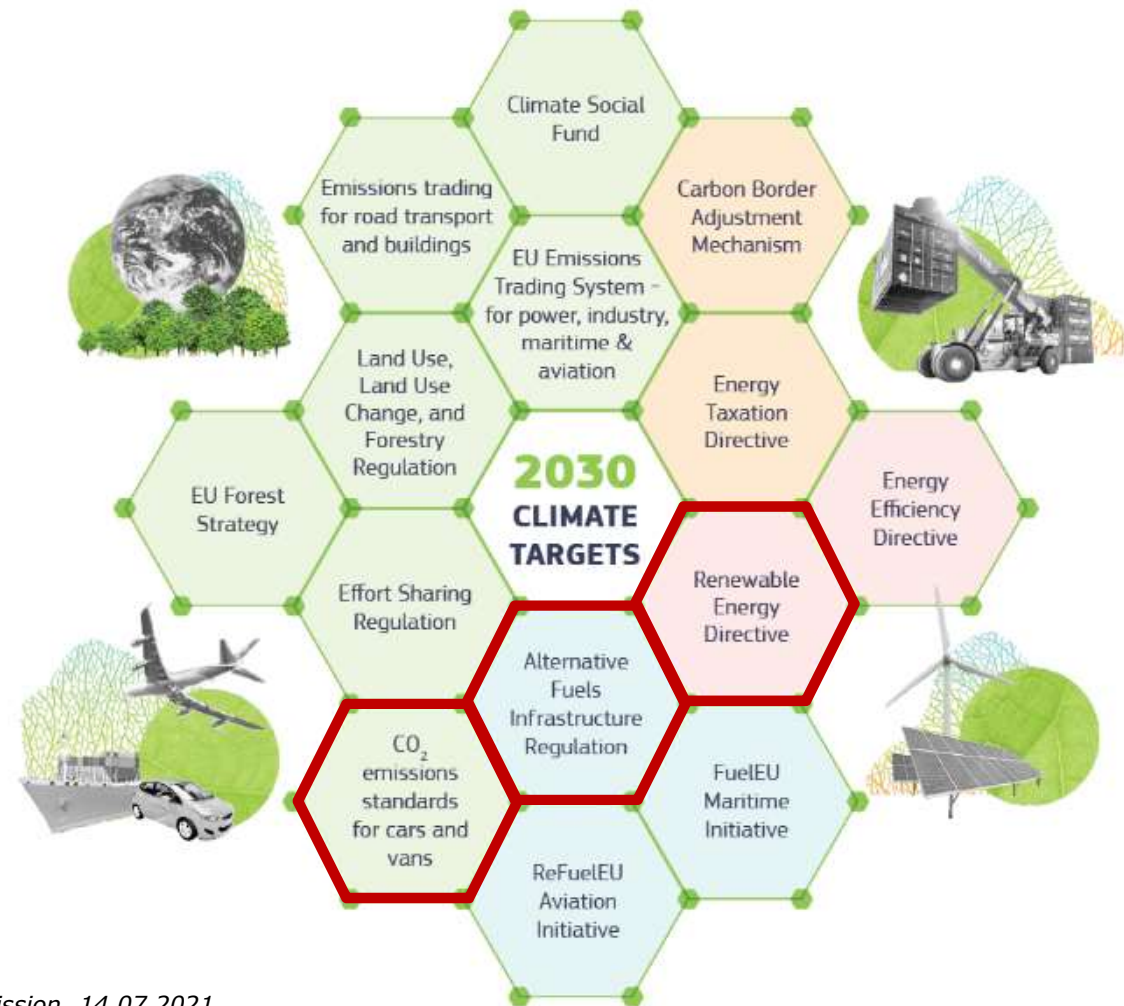 Climate Social
Fund
Emissions trading
for road transport
and buildings
Carbon Border
Adjustment
Mechanism
EU Emissions
Trading System -
for power, industry,
maritime &
aviation
Land Use,
Land Use
Change, and
Forestry
Regulation
Energy
Taxation
Directive
EU Forest
Strategy
2030
CLIMATE
TARGETS
Energy
Efficiency
Directive
Effort Sharing
Regulation
Renewable
Energy
Directive
Alternative
Fuels
Infrastructure
Regulation
CO2
emissions
standards
for cars and
vans
FuelEU
Maritime
Initiative
ReFuelEU
Aviation
Initiative
14.07.2021